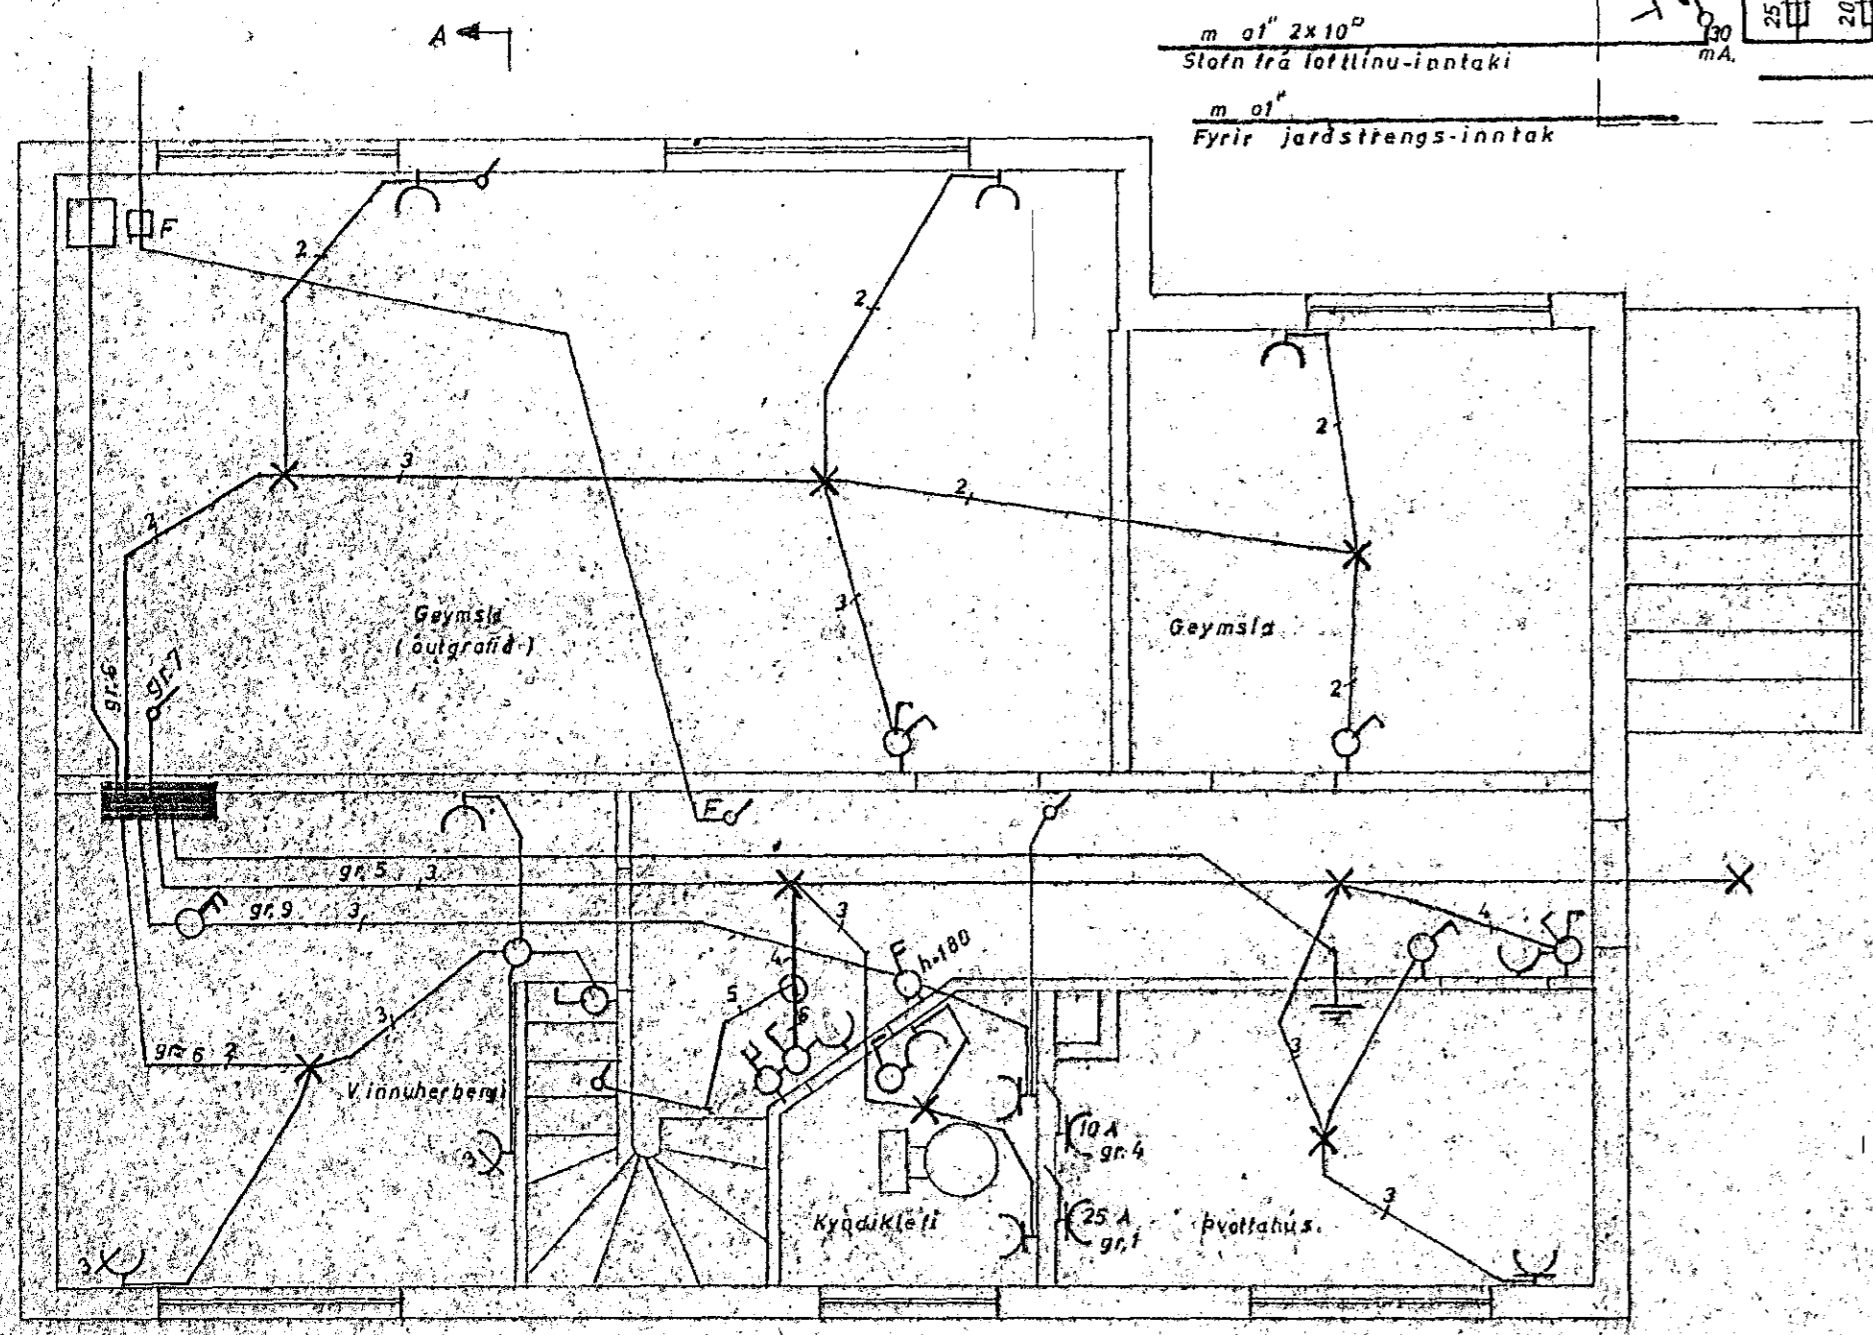 A
m ø1" 2x10▫
Stofn frá loftlínu-inntaki
30
mA.
25
20
m ø1"
Fyrir jarðstrengs-inntak
F
2
2
2
3
2
2
3
2
Geymsla
(óútgrafið)
Geymsla
gr.6
gr.7
F
gr.5 3
gr.9 3
3
4
4
F
h=180
5
6
3
3
gr. 6 2
Vinnuherbergi
10 A
gr. 4
3
25 A
gr. 1
Kyndiklefi
Þvottahús.
3
3